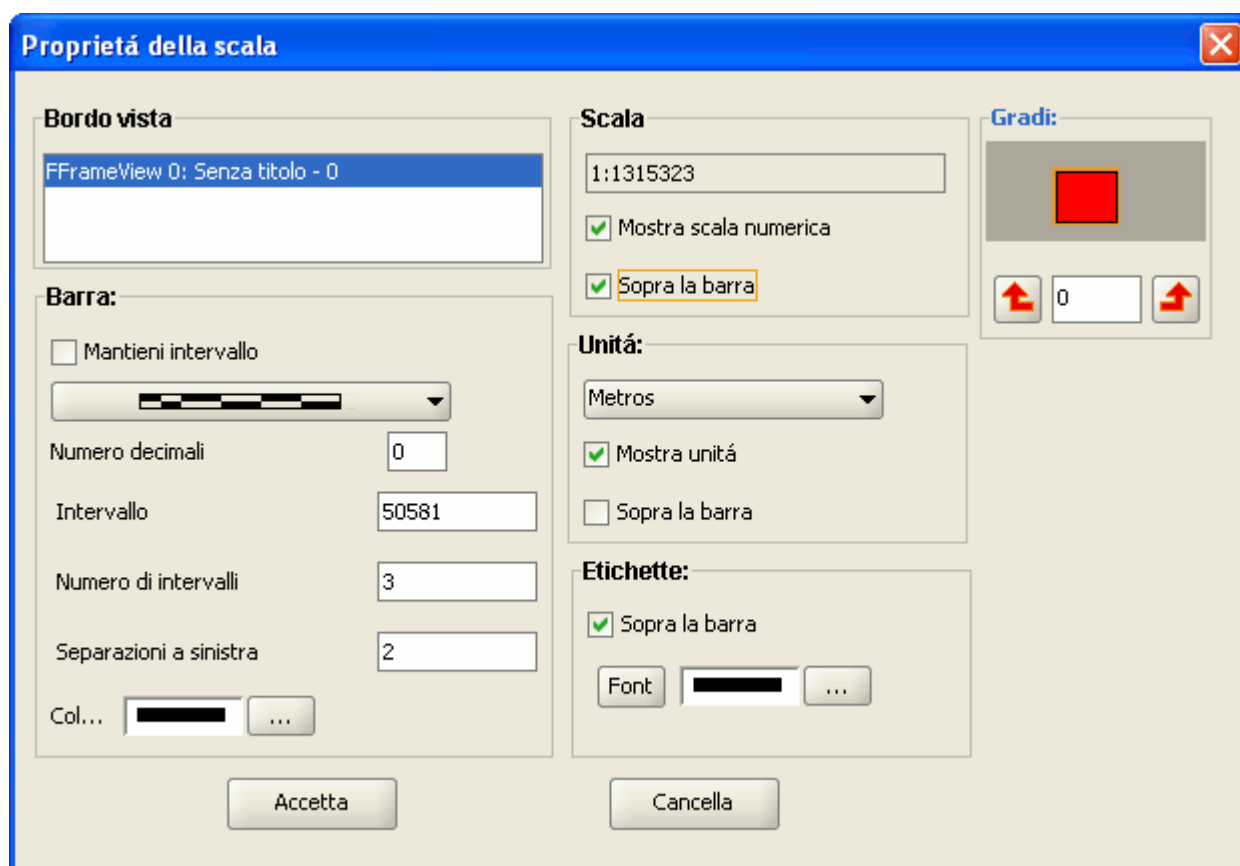 Proprietá della scala
Bordo vista
FFrameView 0: Senza titolo - 0
Barra:
Mantieni intervallo
Numero decimali 0
Intervallo 50581
Numero di intervalli 3
Separazioni a sinistra 2
Col... ...
Scala
1:1315323
Mostra scala numerica
Sopra la barra
Unitá:
Metros
Mostra unitá
Sopra la barra
Etichette:
Sopra la barra
Font ...
Gradi:
0
Accetta
Cancella